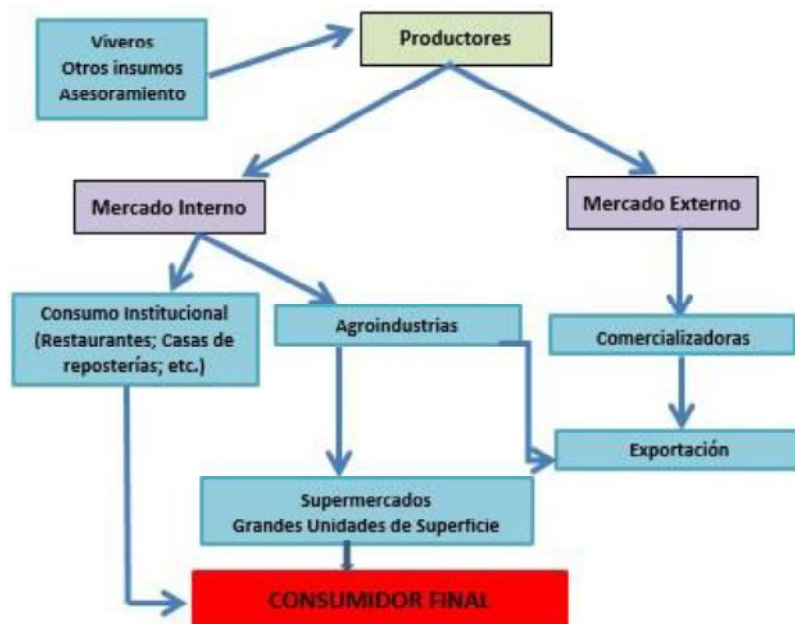 Viveros
Otros insumos
Asesoramiento
Productores
Mercado Interno
Mercado Externo
Consumo Institucional
(Restaurantes; Casas de
reposterías; etc.)
Agroindustrias
Comercializadoras
Exportación
Supermercados
Grandes Unidades de Superficie
CONSUMIDOR FINAL